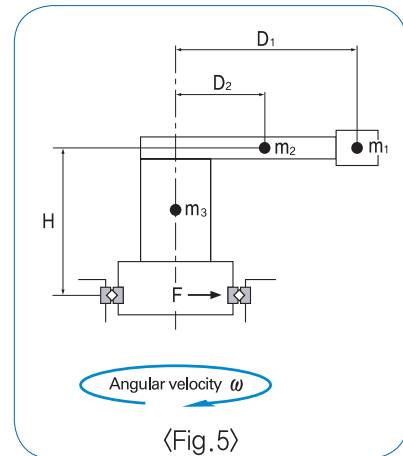 D₁
D₂
m₂
m₁
H
m₃
F
Angular velocity ω
〈Fig.5〉